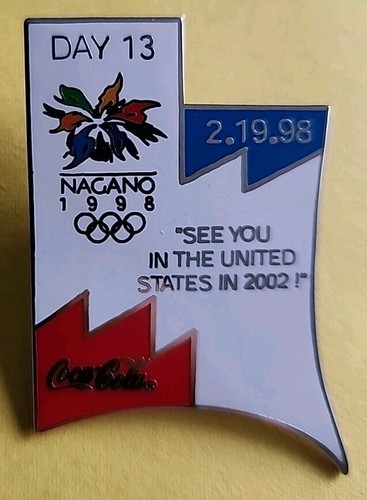 DAY 13
2.19.98
NAGANO
1998
"SEE YOU
IN THE UNITED
STATES IN 2002!"
Coca-Cola®